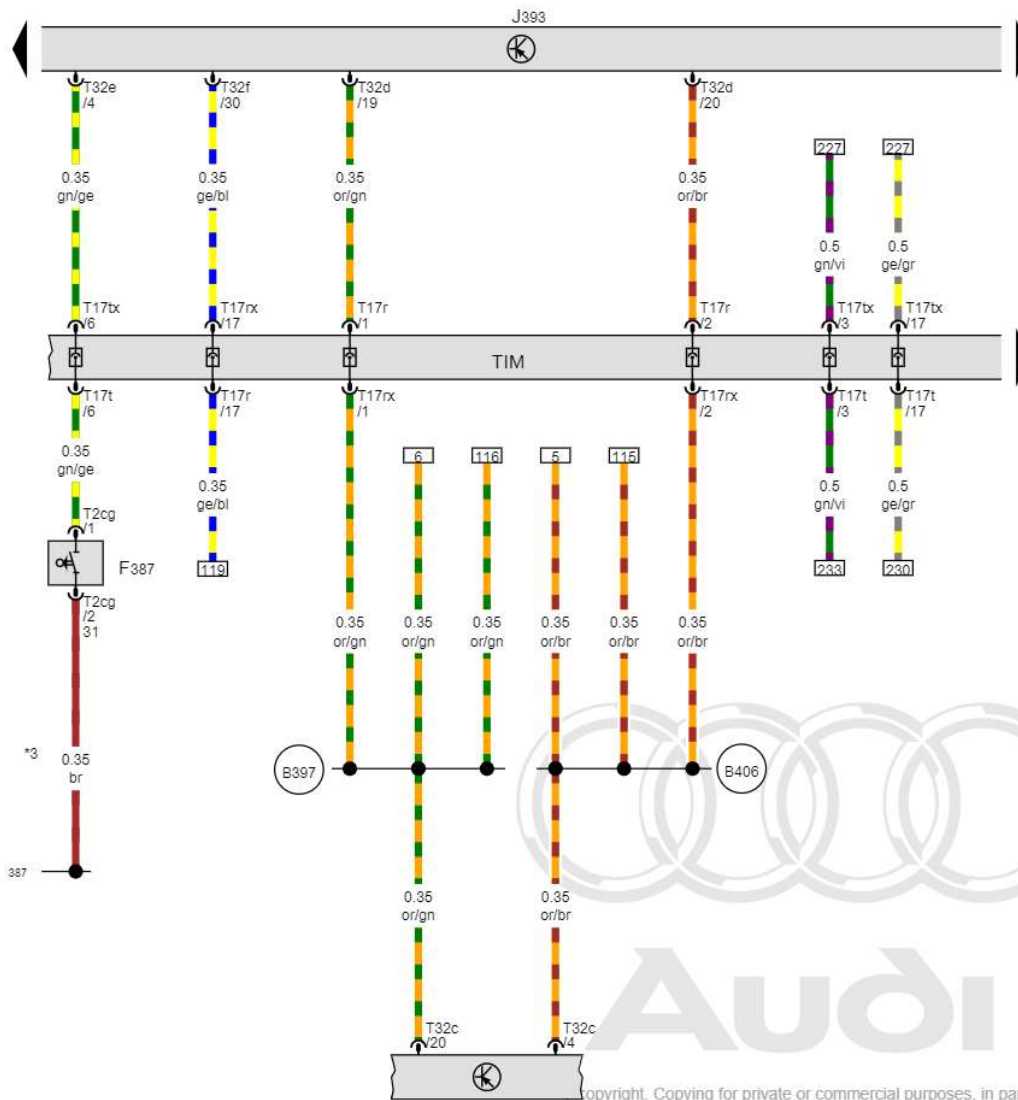 J393
T32e
/4
T32f
/30
T32d
/19
T32d
/20
227
227
0.35
gn/ge
0.35
ge/bl
0.35
or/gn
0.35
or/br
0.5
gn/vi
0.5
ge/gr
T17tx
/6
T17rx
/17
T17r
/1
T17r
/2
T17tx
/3
T17tx
/17
TIM
T17t
/6
T17r
/17
T17rx
/1
T17rx
/2
T17t
/3
T17t
/17
6
116
5
115
0.35
gn/ge
0.35
ge/bl
0.5
gn/vi
0.5
ge/gr
T2cg
/1
F387
119
233
230
T2cg
/2
31
0.35
or/gn
0.35
or/gn
0.35
or/gn
0.35
or/br
0.35
or/br
0.35
or/br
*3
0.35
br
B397
B406
387
0.35
or/gn
0.35
or/br
Audi
T32c
/20
T32c
/4
copyright. Copying for private or commercial purposes, in pa